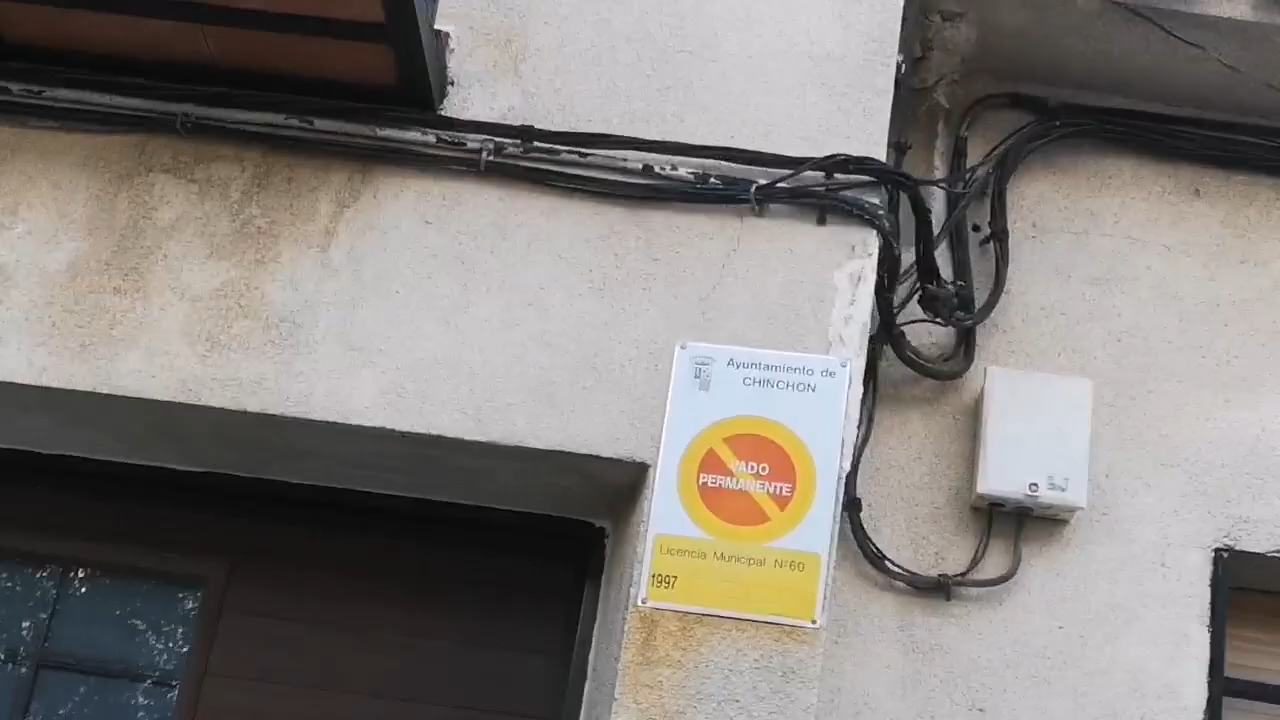 Ayuntamiento de
CHINCHON
VADO
PERMANENTE
Licencia Municipal Nº60
1997